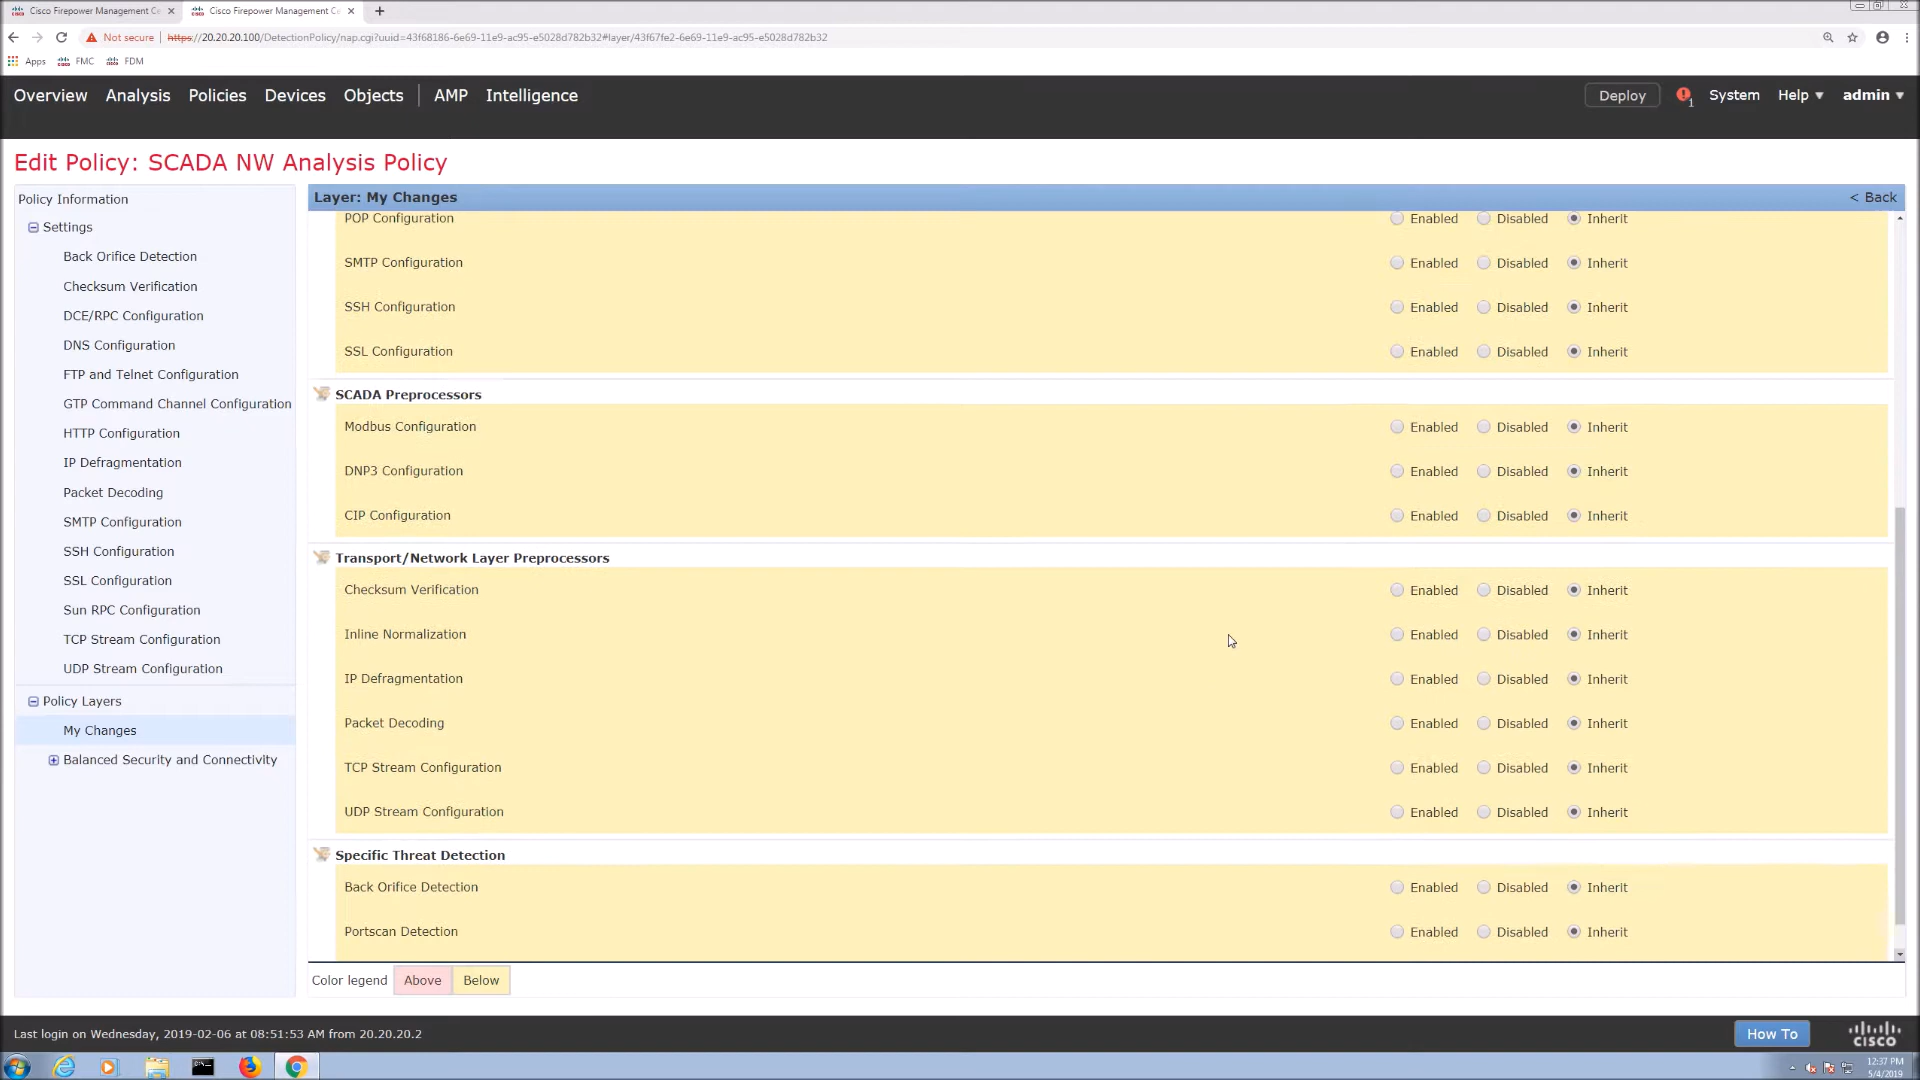 Cisco Firepower Management Ce
Cisco Firepower Management Ce
Not secure | https://20.20.20.100/DetectionPolicy/nap.cgi?uuid=43f68186-6e69-11e9-ac95-e5028d782b32#layer/43f67fe2-6e69-11e9-ac95-e5028d782b32
Apps FMC FDM
Overview Analysis Policies Devices Objects AMP Intelligence Deploy 1 System Help admin
Edit Policy: SCADA NW Analysis Policy
Policy Information
Settings
Back Orifice Detection
Checksum Verification
DCE/RPC Configuration
DNS Configuration
FTP and Telnet Configuration
GTP Command Channel Configuration
HTTP Configuration
IP Defragmentation
Packet Decoding
SMTP Configuration
SSH Configuration
SSL Configuration
Sun RPC Configuration
TCP Stream Configuration
UDP Stream Configuration
Policy Layers
My Changes
Balanced Security and Connectivity
Layer: My Changes < Back
POP Configuration Enabled Disabled Inherit
SMTP Configuration Enabled Disabled Inherit
SSH Configuration Enabled Disabled Inherit
SSL Configuration Enabled Disabled Inherit
SCADA Preprocessors
Modbus Configuration Enabled Disabled Inherit
DNP3 Configuration Enabled Disabled Inherit
CIP Configuration Enabled Disabled Inherit
Transport/Network Layer Preprocessors
Checksum Verification Enabled Disabled Inherit
Inline Normalization Enabled Disabled Inherit
IP Defragmentation Enabled Disabled Inherit
Packet Decoding Enabled Disabled Inherit
TCP Stream Configuration Enabled Disabled Inherit
UDP Stream Configuration Enabled Disabled Inherit
Specific Threat Detection
Back Orifice Detection Enabled Disabled Inherit
Portscan Detection Enabled Disabled Inherit
Color legend Above Below
Last login on Wednesday, 2019-02-06 at 08:51:53 AM from 20.20.20.2 How To
CISCO
12:37 PM
5/4/2019